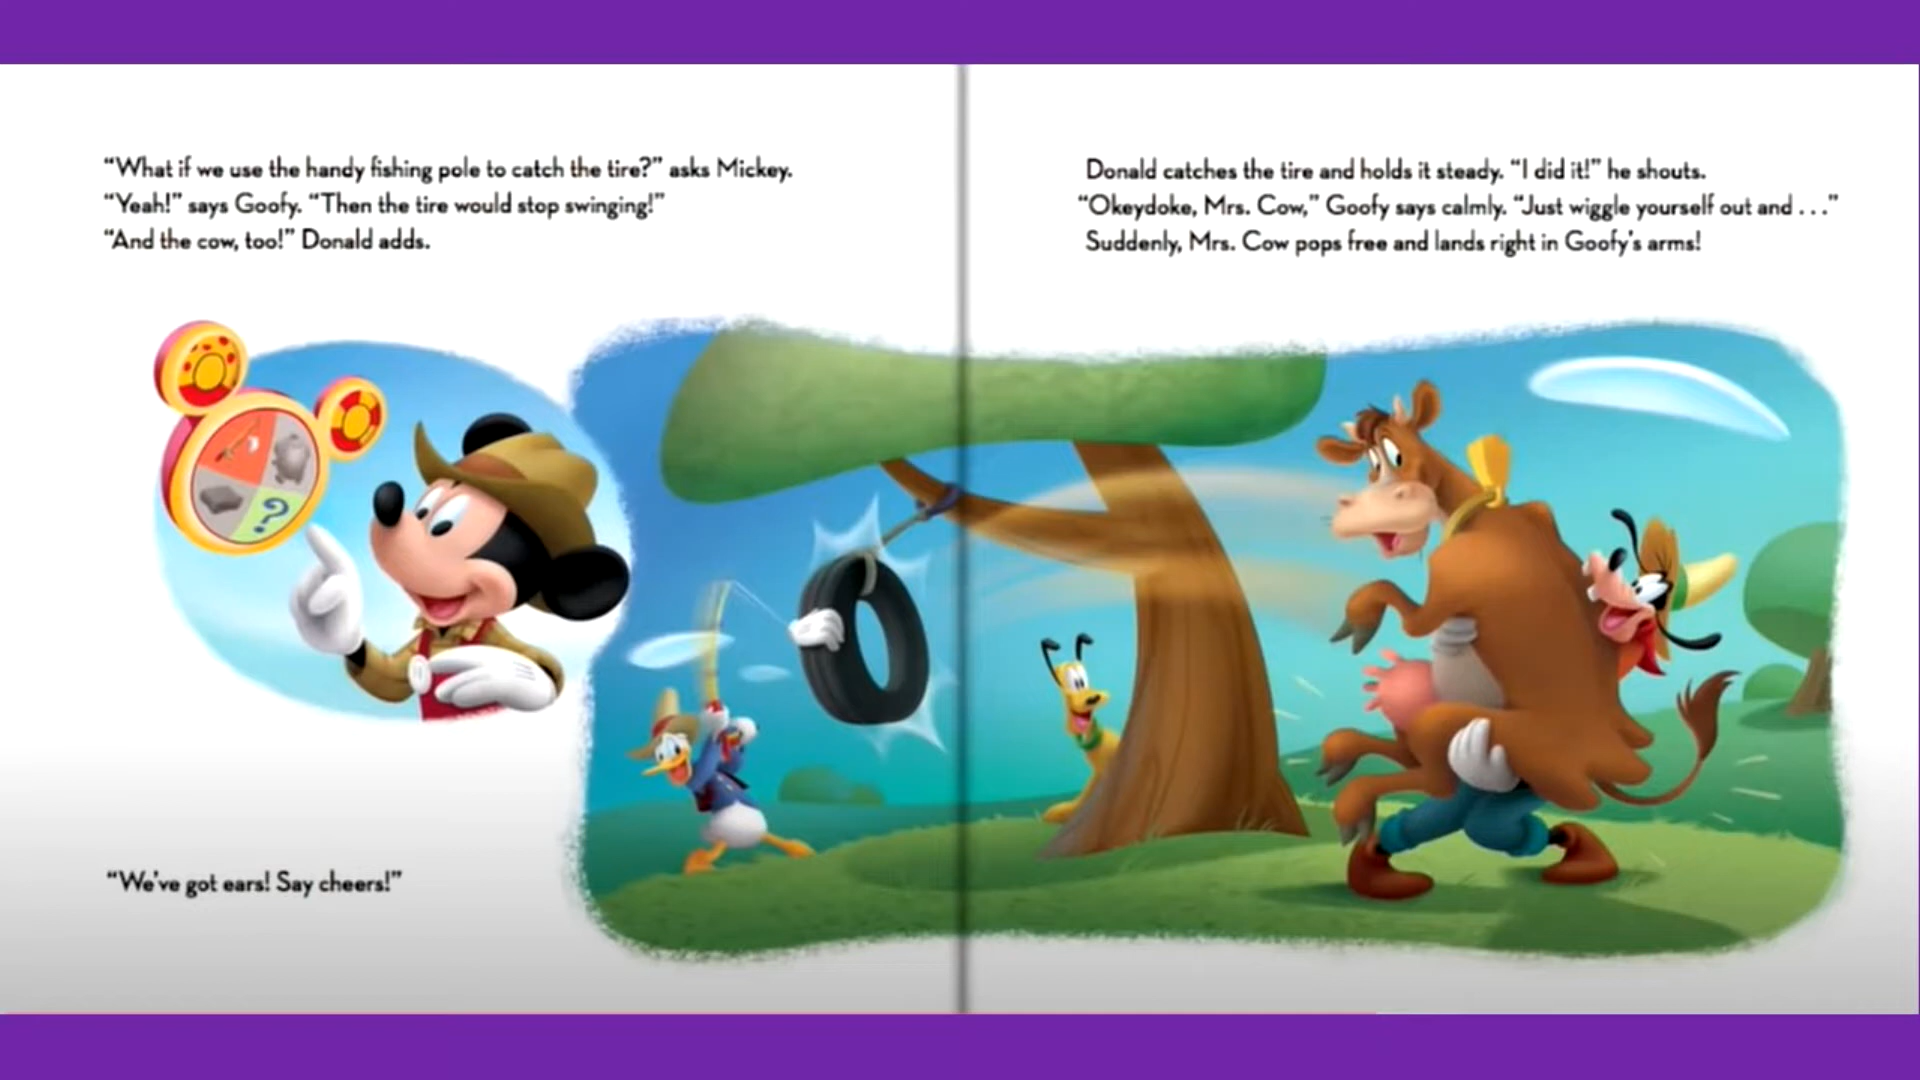 “What if we use the handy fishing pole to catch the tire?” asks Mickey.
“Yeah!” says Goofy. “Then the tire would stop swinging!”
“And the cow, too!” Donald adds.
?
“We’ve got ears! Say cheers!”
Donald catches the tire and holds it steady. “I did it!” he shouts.
“Okeydoke, Mrs. Cow,” Goofy says calmly. “Just wiggle yourself out and . . .”
Suddenly, Mrs. Cow pops free and lands right in Goofy’s arms!